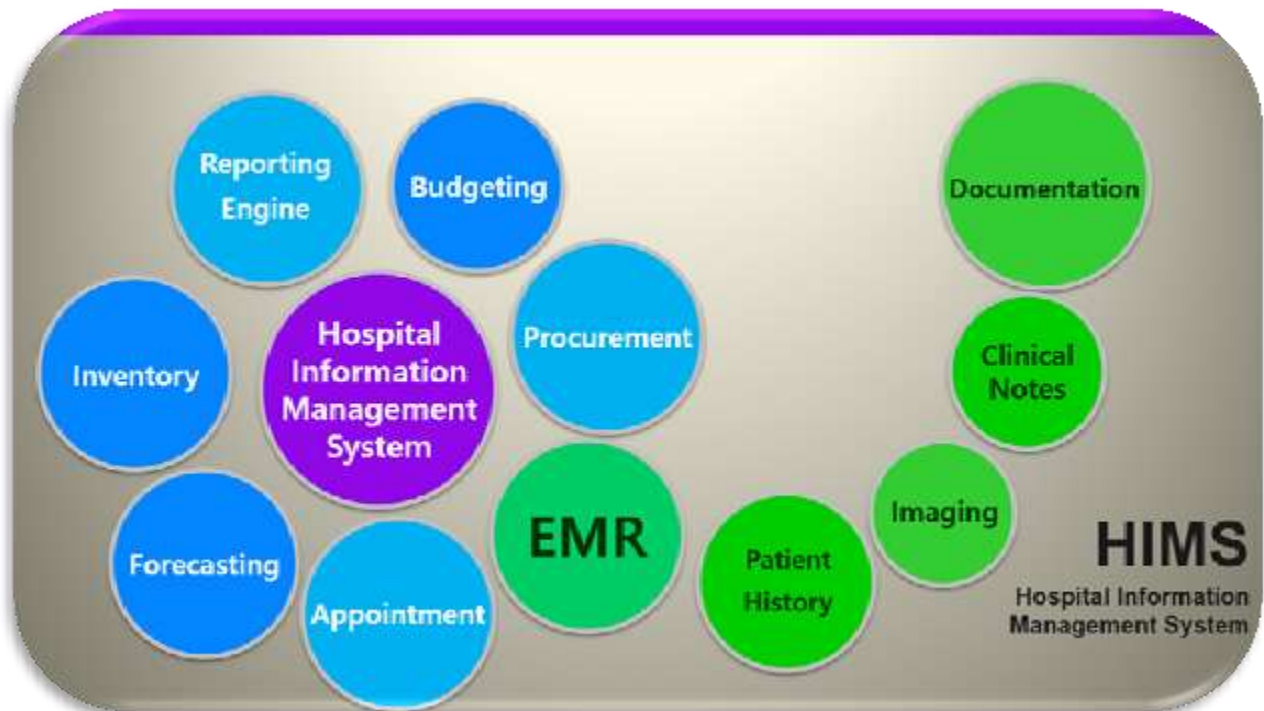 Reporting
Engine
Budgeting
Documentation
Procurement
Hospital
Information
Management
System
Inventory
Clinical
Notes
EMR
Imaging
Forecasting
Appointment
Patient
History
HIMS
Hospital Information
Management System